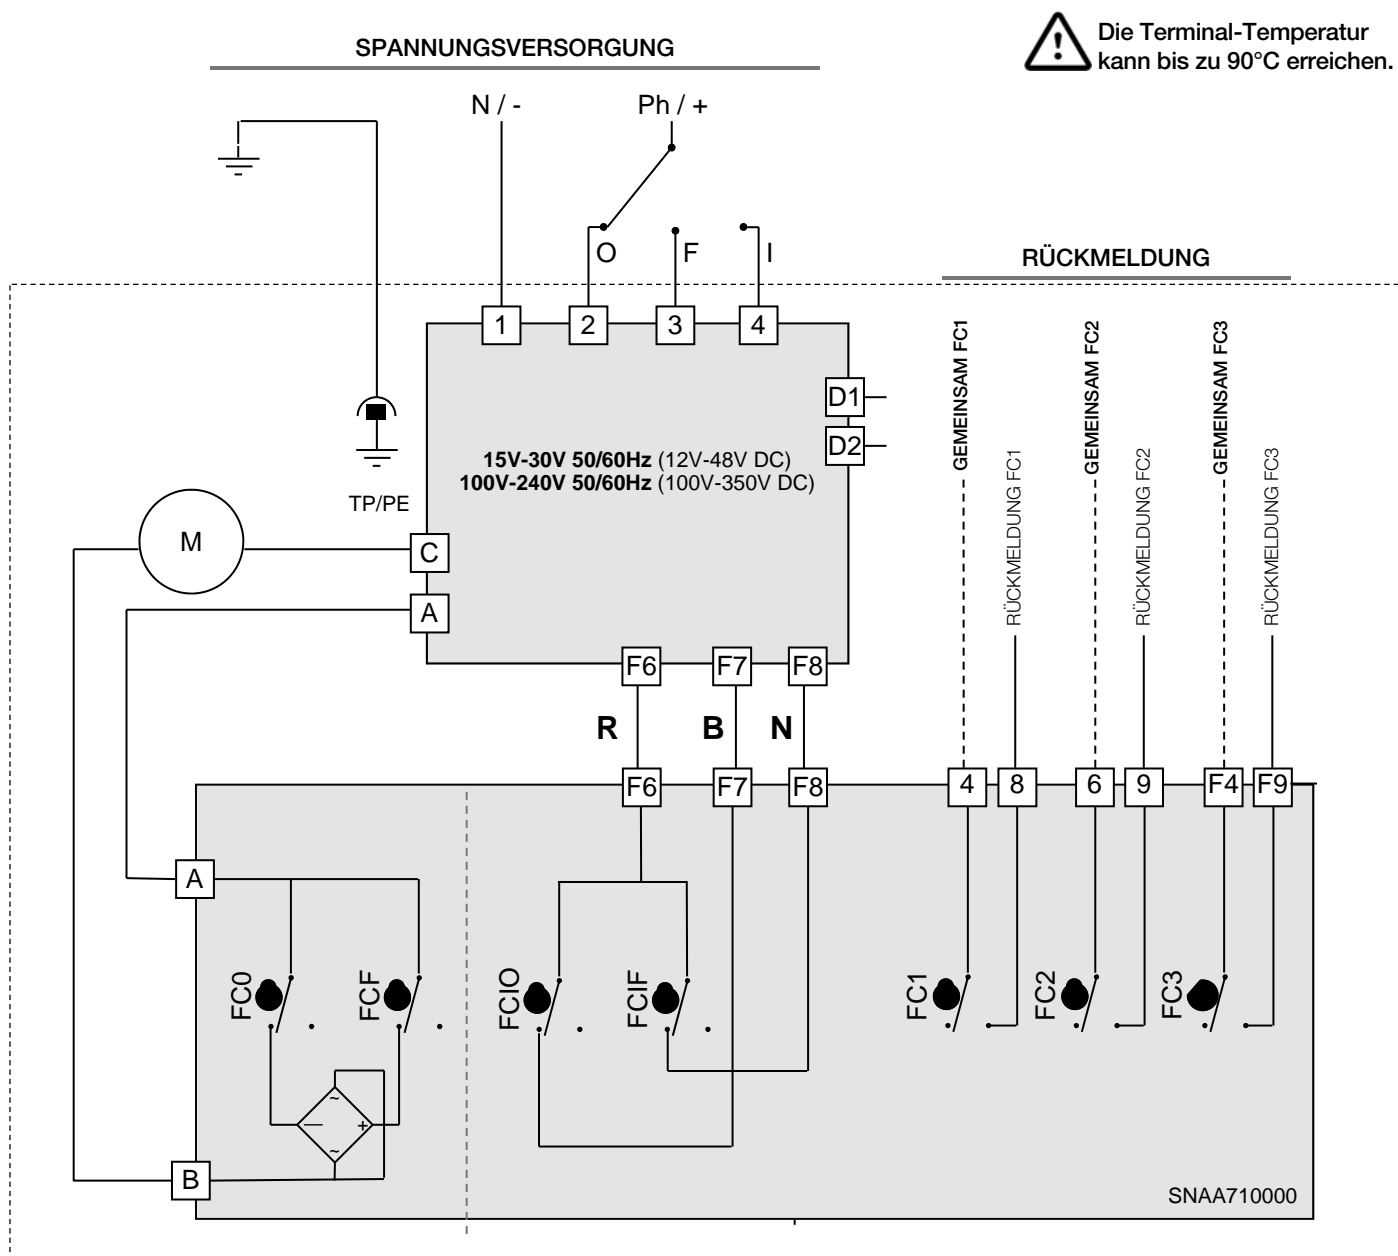 SPANNUNGSVERSORGUNG
Die Terminal-Temperatur
kann bis zu 90°C erreichen.
N / -
Ph / +
O
F
I
RÜCKMELDUNG
1
2
3
4
D1
D2
15V-30V 50/60Hz (12V-48V DC)
100V-240V 50/60Hz (100V-350V DC)
TP/PE
M
C
A
F6
F7
F8
R
B
N
GEMEINSAM FC1
RÜCKMELDUNG FC1
GEMEINSAM FC2
RÜCKMELDUNG FC2
GEMEINSAM FC3
RÜCKMELDUNG FC3
F6
F7
F8
4
8
6
9
F4
F9
A
FC0
FCF
FCIO
FCIF
FC1
FC2
FC3
~
—
+
~
B
SNAA710000